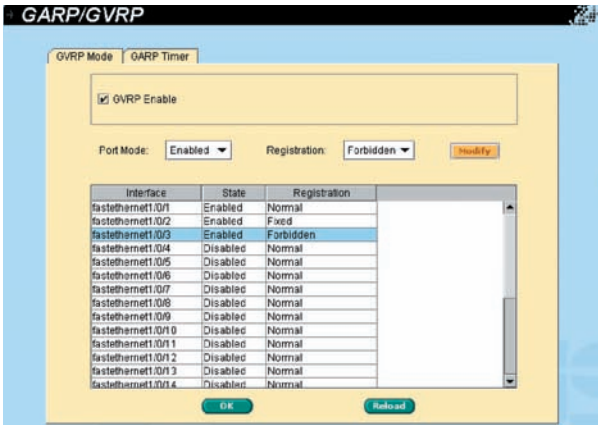 GARP/GVRP
GVRP Mode GARP Timer
GVRP Enable
Port Mode: Enabled Registration: Forbidden Modify
Interface State Registration
fastethernet1/0/1 Enabled Normal
fastethernet1/0/2 Enabled Fixed
fastethernet1/0/3 Enabled Forbidden
fastethernet1/0/4 Disabled Normal
fastethernet1/0/5 Disabled Normal
fastethernet1/0/6 Disabled Normal
fastethernet1/0/7 Disabled Normal
fastethernet1/0/8 Disabled Normal
fastethernet1/0/9 Disabled Normal
fastethernet1/0/10 Disabled Normal
fastethernet1/0/11 Disabled Normal
fastethernet1/0/12 Disabled Normal
fastethernet1/0/13 Disabled Normal
fastethernet1/0/14 Disabled Normal
OK Reload